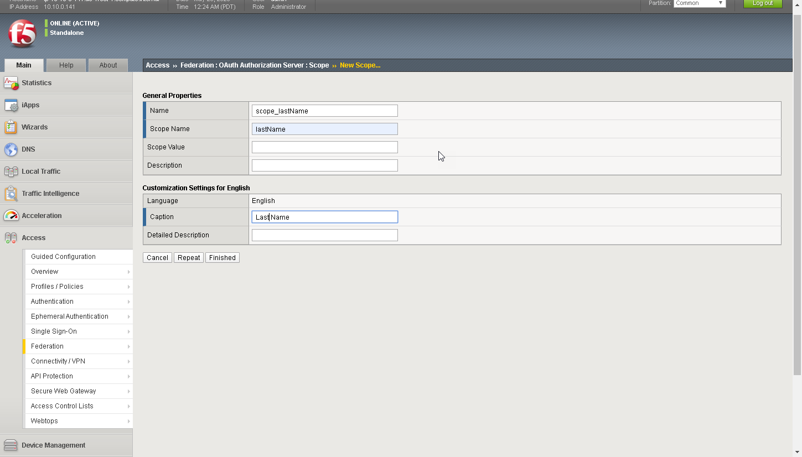 IP Address 10.10.0.141 Time 12:24 AM (PDT) Role Administrator Partition: Common Log out
f5
ONLINE (ACTIVE)
Standalone
Main Help About
Access ›› Federation : OAuth Authorization Server : Scope ›› New Scope...
Statistics
iApps
Wizards
DNS
Local Traffic
Traffic Intelligence
Acceleration
Access
Guided Configuration
Overview
Profiles / Policies
Authentication
Ephemeral Authentication
Single Sign-On
Federation
Connectivity / VPN
API Protection
Secure Web Gateway
Access Control Lists
Webtops
Device Management
General Properties
Name scope_lastName
Scope Name lastName
Scope Value
Description
Customization Settings for English
Language English
Caption Last Name
Detailed Description
Cancel Repeat Finished